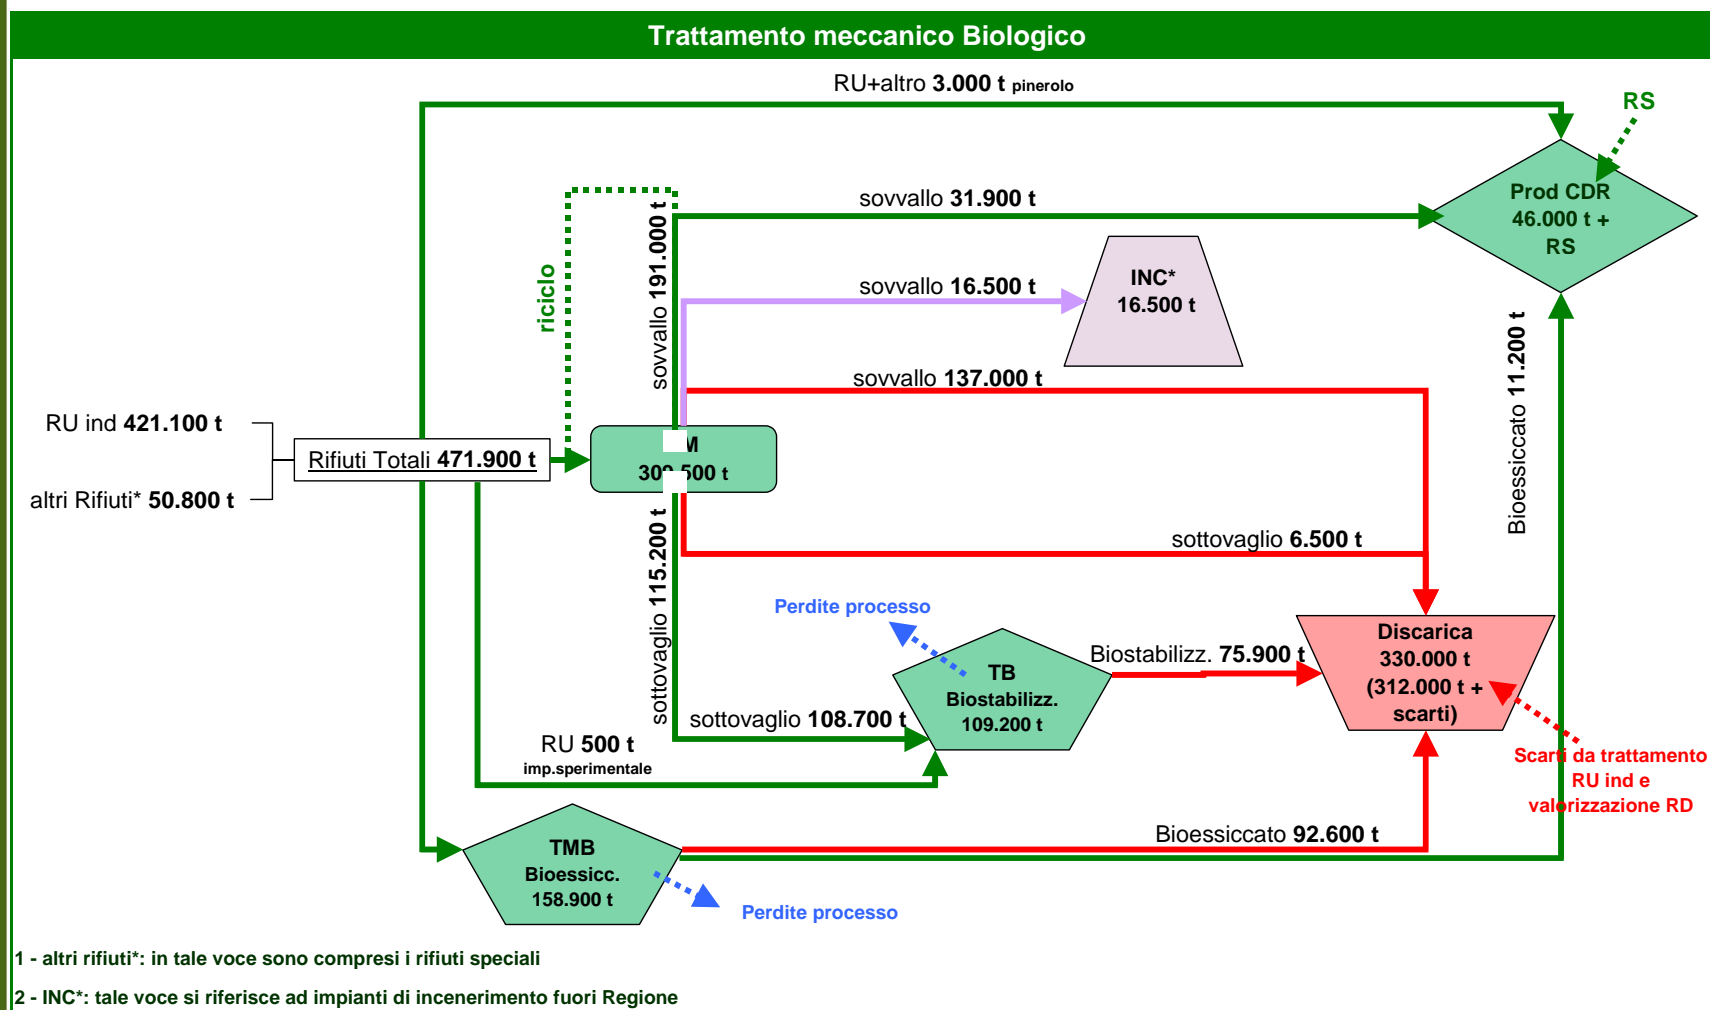 Trattamento meccanico Biologico
RU+altro 3.000 t pinerolo
RS
sovvallo 31.900 t
Prod CDR
46.000 t +
RS
riciclo
sovvallo 191.000 t
sovvallo 16.500 t
INC*
16.500 t
Bioessiccato 11.200 t
sovvallo 137.000 t
RU ind 421.100 t
Rifiuti Totali 471.900 t
altri Rifiuti* 50.800 t
M
309.500 t
sottovaglio 115.200 t
sottovaglio 6.500 t
Perdite processo
TB
Biostabilizz.
109.200 t
Biostabilizz. 75.900 t
Discarica
330.000 t
(312.000 t +
scarti)
sottovaglio 108.700 t
RU 500 t
imp.sperimentale
Scarti da trattamento
RU ind e
valorizzazione RD
TMB
Bioessicc.
158.900 t
Bioessiccato 92.600 t
Perdite processo
1 - altri rifiuti*: in tale voce sono compresi i rifiuti speciali
2 - INC*: tale voce si riferisce ad impianti di incenerimento fuori Regione